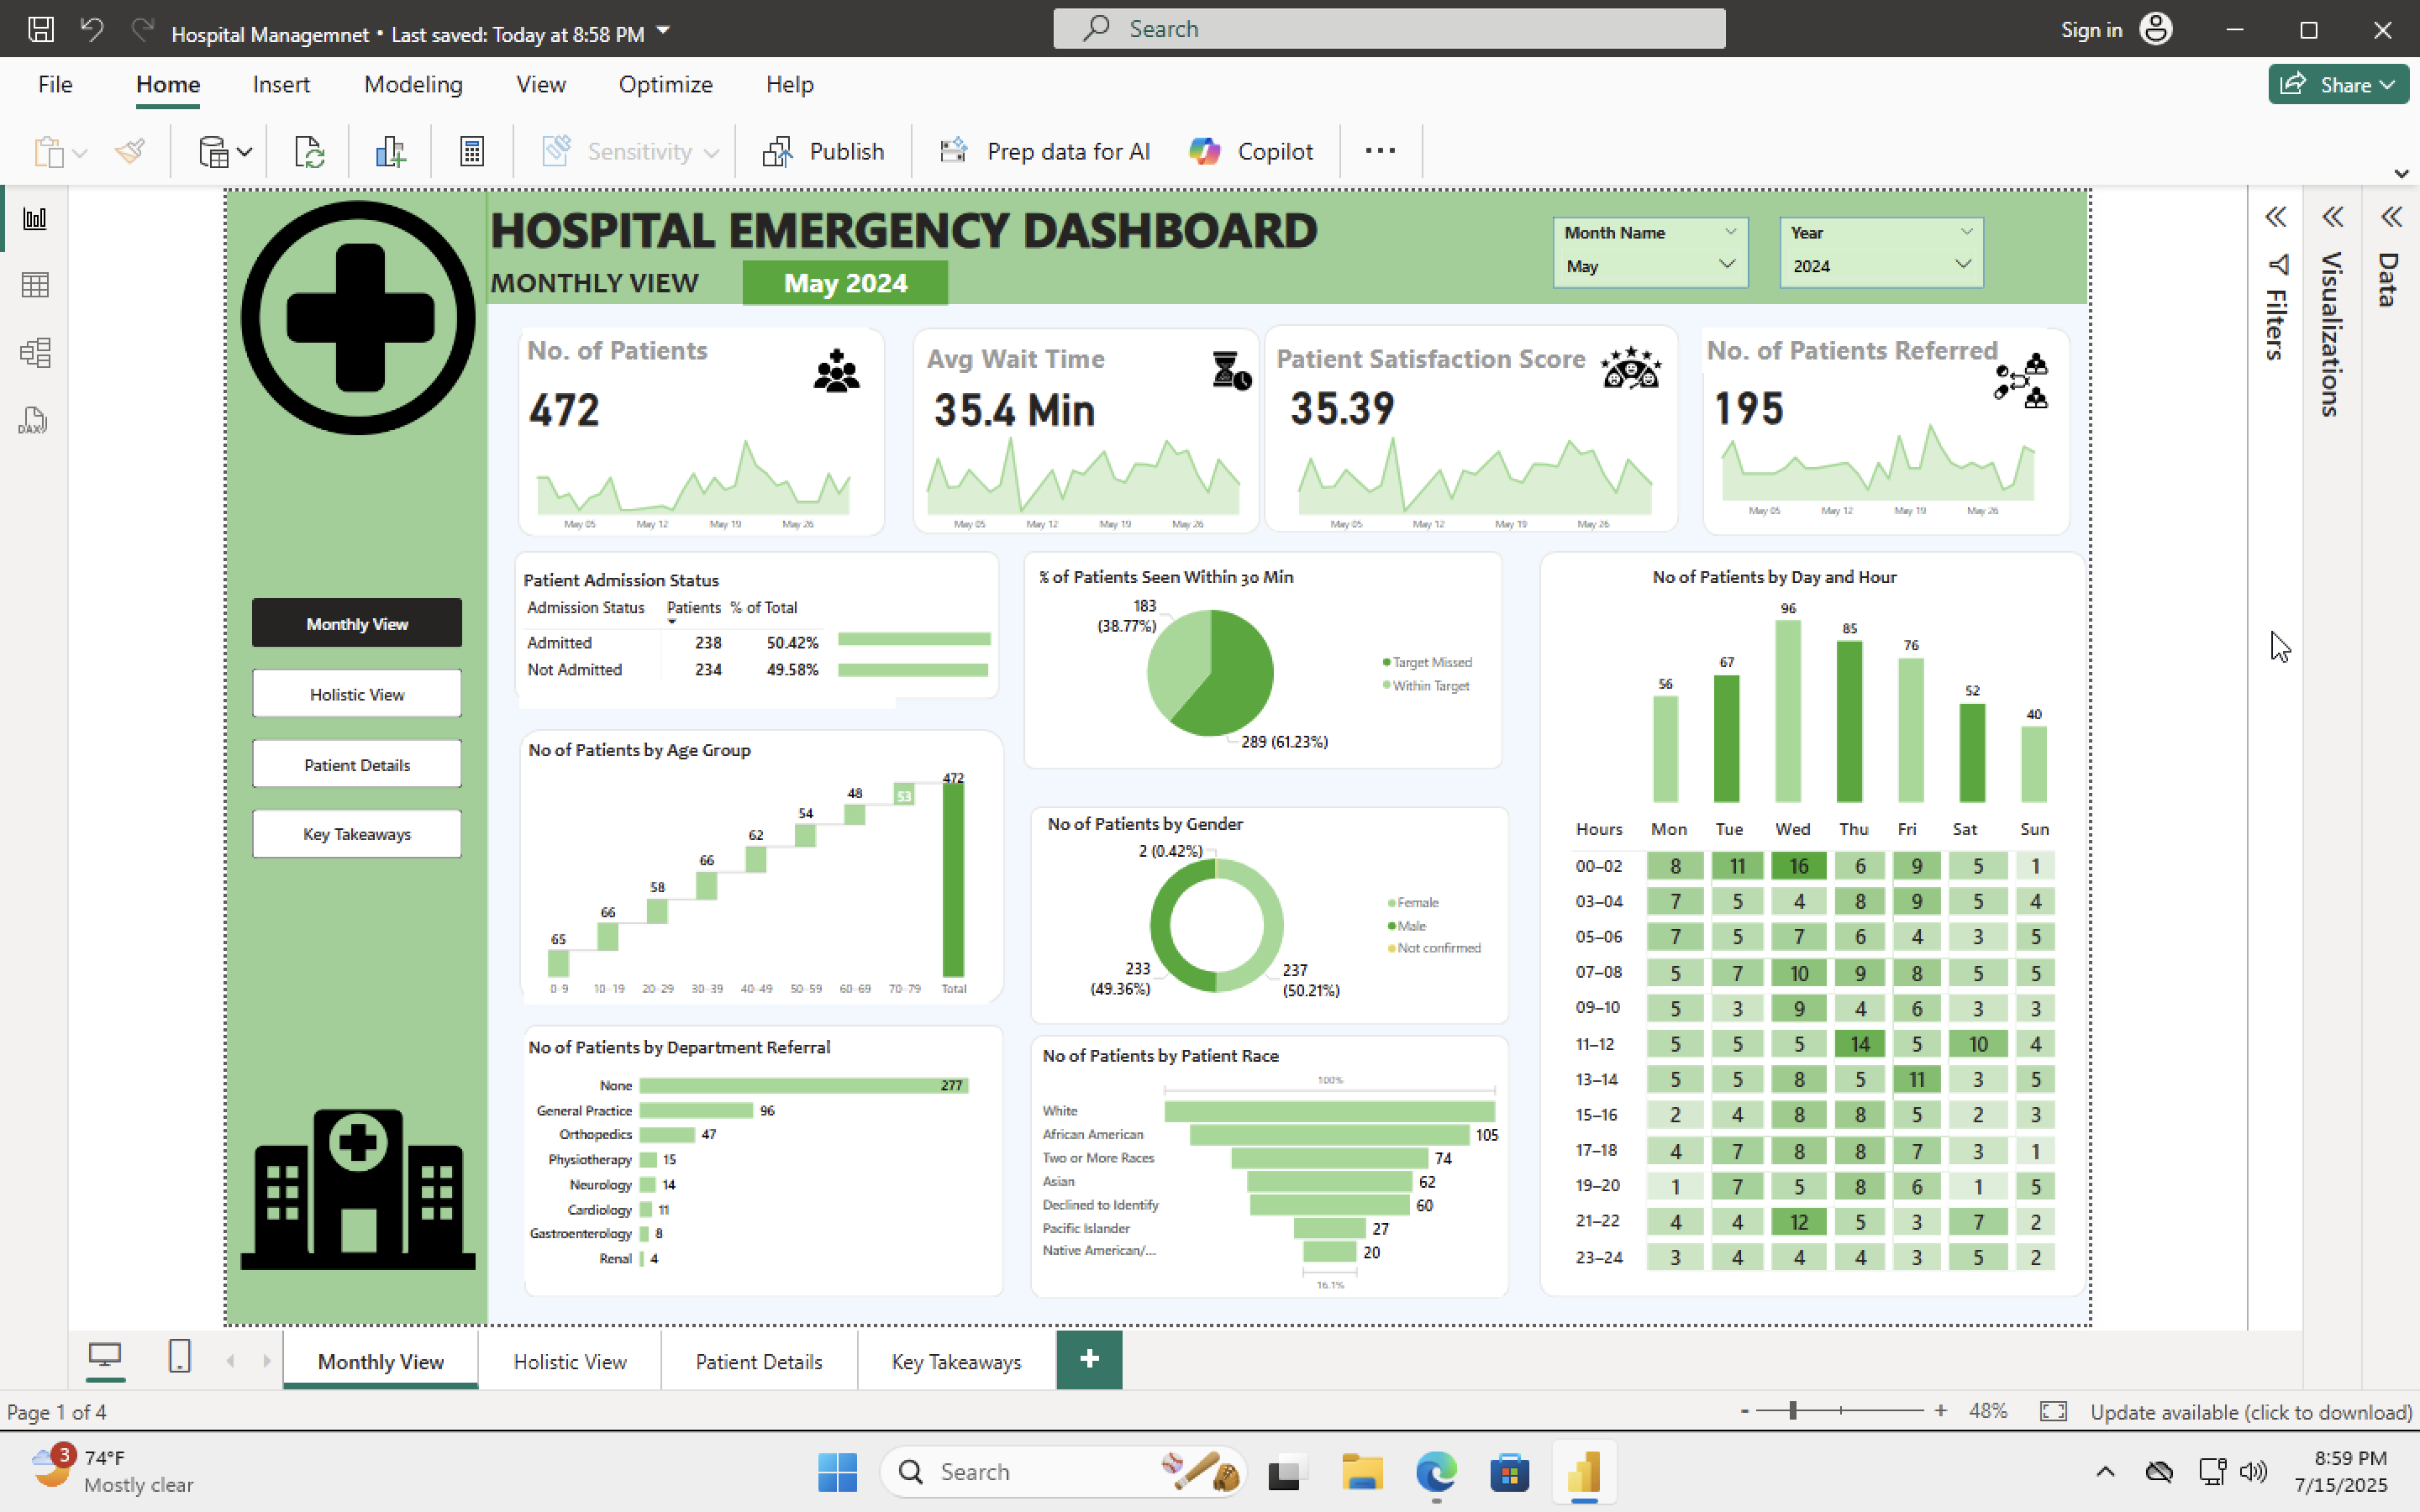 Hospital Managemnet • Last saved: Today at 8:58 PM
Search
Sign in
File Home Insert Modeling View Optimize Help
Share
Sensitivity
Publish
Prep data for AI
Copilot
HOSPITAL EMERGENCY DASHBOARD
MONTHLY VIEW
May 2024
Month Name
May
Year
2024
Filters
Visualizations
Data
DAX
No. of Patients
472
May 05 May 12 May 19 May 26
Avg Wait Time
35.4 Min
May 05 May 12 May 19 May 26
Patient Satisfaction Score
35.39
May 05 May 12 May 19 May 26
No. of Patients Referred
195
May 05 May 12 May 19 May 26
Monthly View
Holistic View
Patient Details
Key Takeaways
Patient Admission Status
Admission Status Patients % of Total
Admitted 238 50.42%
Not Admitted 234 49.58%
% of Patients Seen Within 30 Min
183
(38.77%)
Target Missed
Within Target
289 (61.23%)
No of Patients by Age Group
65 66 58 66 62 54 48 53 472
0-9 10-19 20-29 30-39 40-49 50-59 60-69 70-79 Total
No of Patients by Gender
2 (0.42%)
Female
Male
Not confirmed
233
(49.36%)
237
(50.21%)
No of Patients by Department Referral
None 277
General Practice 96
Orthopedics 47
Physiotherapy 15
Neurology 14
Cardiology 11
Gastroenterology 8
Renal 4
No of Patients by Patient Race
100%
White
African American 105
Two or More Races 74
Asian 62
Declined to Identify 60
Pacific Islander 27
Native American/... 20
16.1%
No of Patients by Day and Hour
56 67 96 85 76 52 40
Hours Mon Tue Wed Thu Fri Sat Sun
00–02 8 11 16 6 9 5 1
03–04 7 5 4 8 9 5 4
05–06 7 5 7 6 4 3 5
07–08 5 7 10 9 8 5 5
09–10 5 3 9 4 6 3 3
11–12 5 5 5 14 5 10 4
13–14 5 5 8 5 11 3 5
15–16 2 4 8 8 5 2 3
17–18 4 7 8 8 7 3 1
19–20 1 7 5 8 6 1 5
21–22 4 4 12 5 3 7 2
23–24 3 4 4 4 3 5 2
Monthly View Holistic View Patient Details Key Takeaways
Page 1 of 4
48%
Update available (click to download)
3
74°F
Mostly clear
Search
8:59 PM
7/15/2025